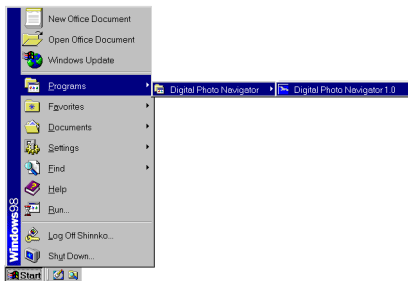 New Office Document
Open Office Document
Windows Update
Programs
Digital Photo Navigator
Digital Photo Navigator 1.0
Favorites
Documents
Settings
Find
Help
Run...
Log Off Shinnko...
Shut Down...
Windows98
Start